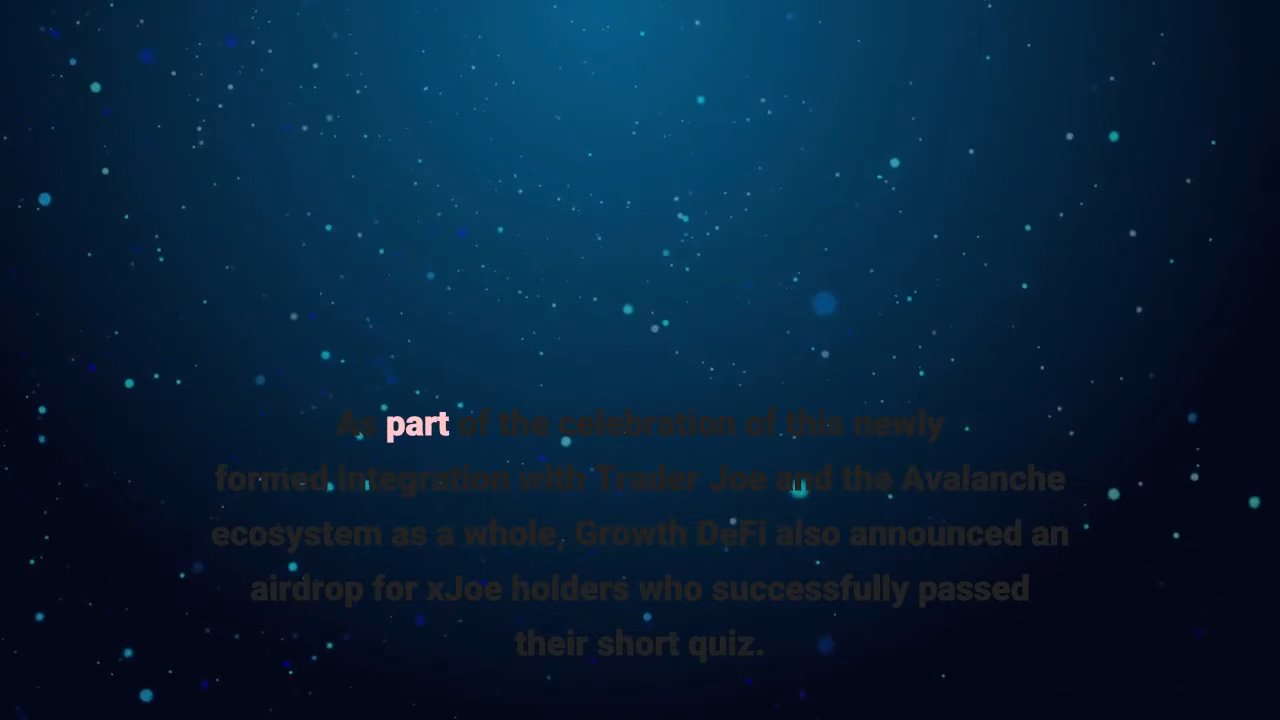 As part of the celebration of this newly
formed integration with Trader Joe and the Avalanche
ecosystem as a whole, Growth DeFi also announced an
airdrop for xJoe holders who successfully passed
their short quiz.